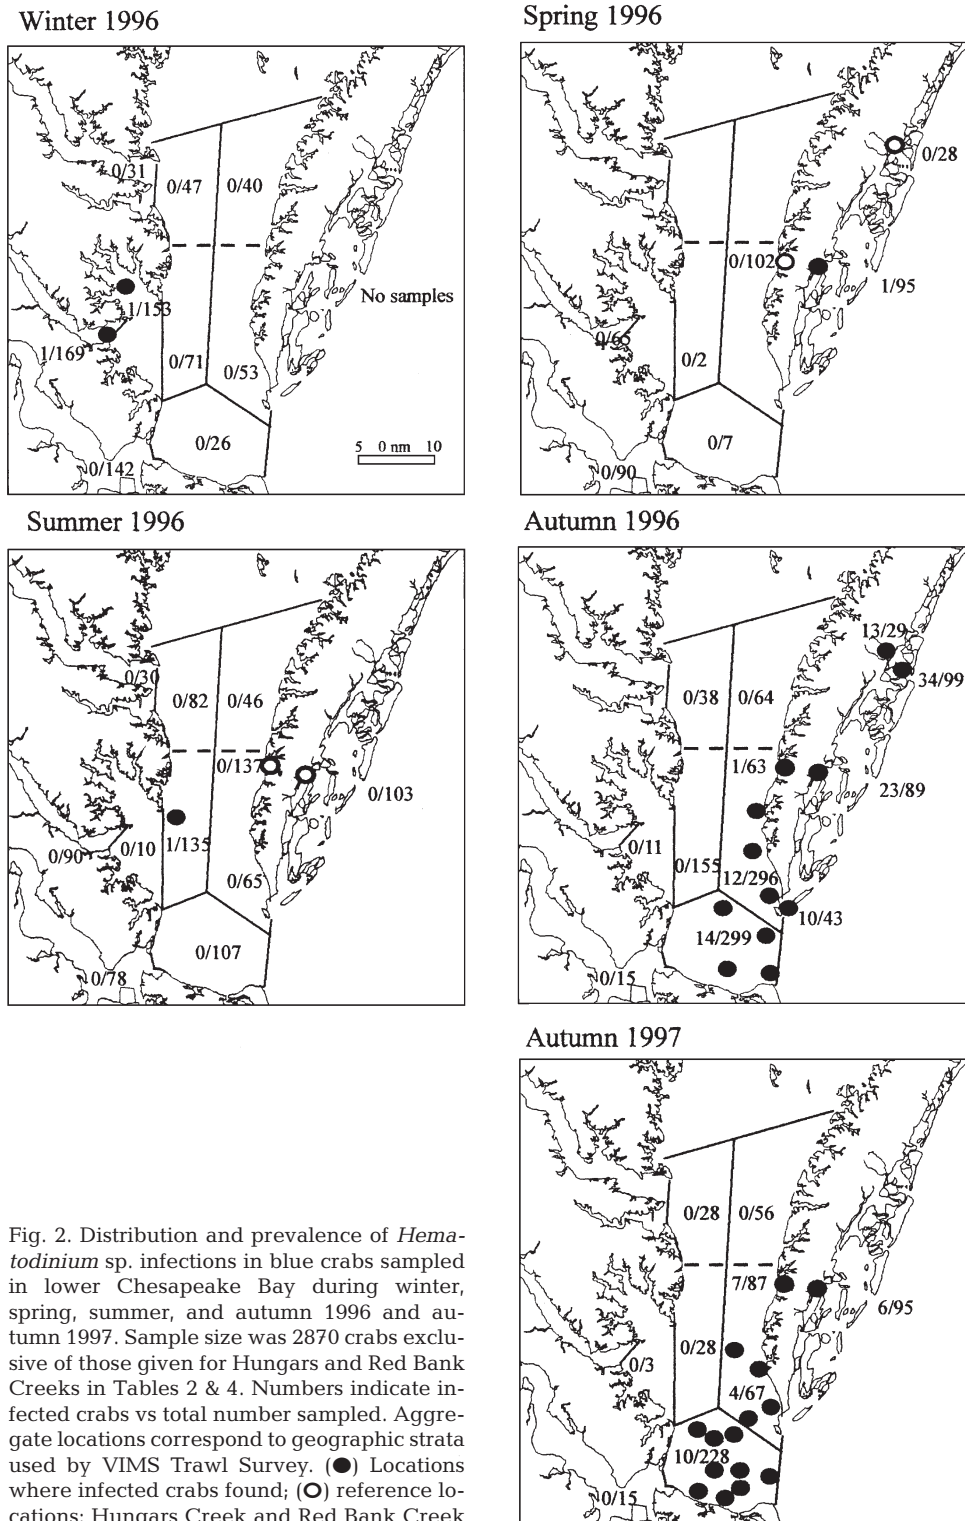 Winter 1996
0/31
0/47
0/40
1/153
No samples
1/169
0/71
0/53
0/26
5 0 nm 10
0/142
Spring 1996
0/28
0/102
1/95
0/2
0/7
0/90
Summer 1996
0/30
0/82
0/46
0/137
0/103
0/90
0/10
1/135
0/65
0/107
0/78
Autumn 1996
13/29
34/99
0/38
0/64
1/63
23/89
0/11
0/155
12/296
10/43
14/299
0/15
Autumn 1997
0/28
0/56
7/87
6/95
0/3
0/28
4/67
10/228
0/15
Fig. 2. Distribution and prevalence of Hema-
todinium sp. infections in blue crabs sampled
in lower Chesapeake Bay during winter,
spring, summer, and autumn 1996 and au-
tumn 1997. Sample size was 2870 crabs exclu-
sive of those given for Hungars and Red Bank
Creeks in Tables 2 & 4. Numbers indicate in-
fected crabs vs total number sampled. Aggre-
gate locations correspond to geographic strata
used by VIMS Trawl Survey. (●) Locations
where infected crabs found; (O) reference lo-
cations: Hungars Creek and Red Bank Creek